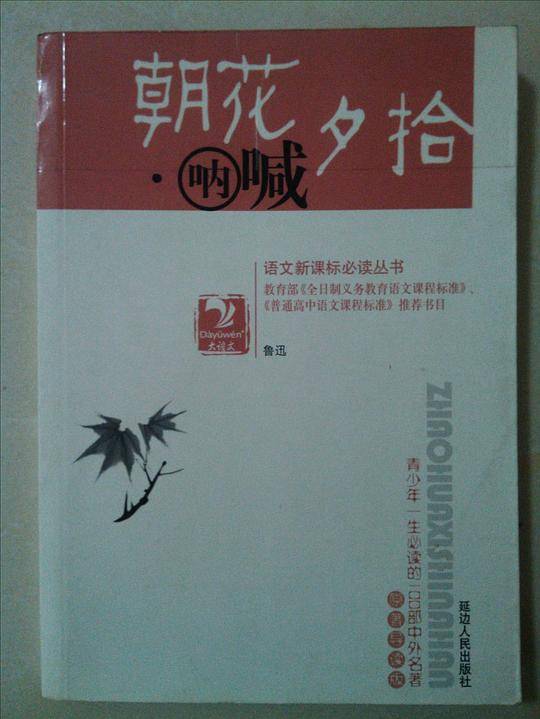 朝花夕拾
·呐喊
语文新课标必读丛书
教育部《全日制义务教育语文课程标准》、
《普通高中语文课程标准》推荐书目
Dàyǔwén
大语文
鲁迅
ZHAOHUAXISHINAHAN
青少年一生必读的一百部中外名著
原著导读版
延边人民出版社